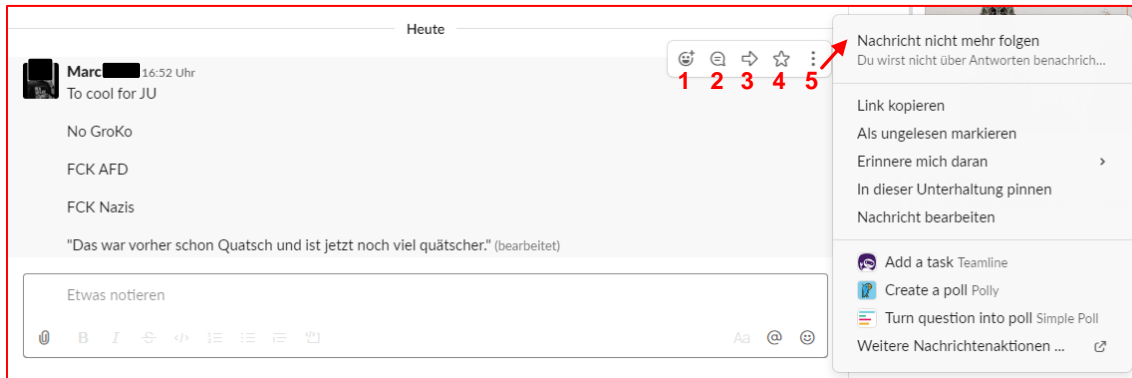 Heute
Marc 16:52 Uhr
To cool for JU
No GroKo
FCK AFD
FCK Nazis
"Das war vorher schon Quatsch und ist jetzt noch viel quätscher." (bearbeitet)
1 2 3 4 5
Etwas notieren
B I S </> Aa @
Nachricht nicht mehr folgen
Du wirst nicht über Antworten benachrich...
Link kopieren
Als ungelesen markieren
Erinnere mich daran
In dieser Unterhaltung pinnen
Nachricht bearbeiten
Add a task Teamline
Create a poll Polly
Turn question into poll Simple Poll
Weitere Nachrichtenaktionen ...